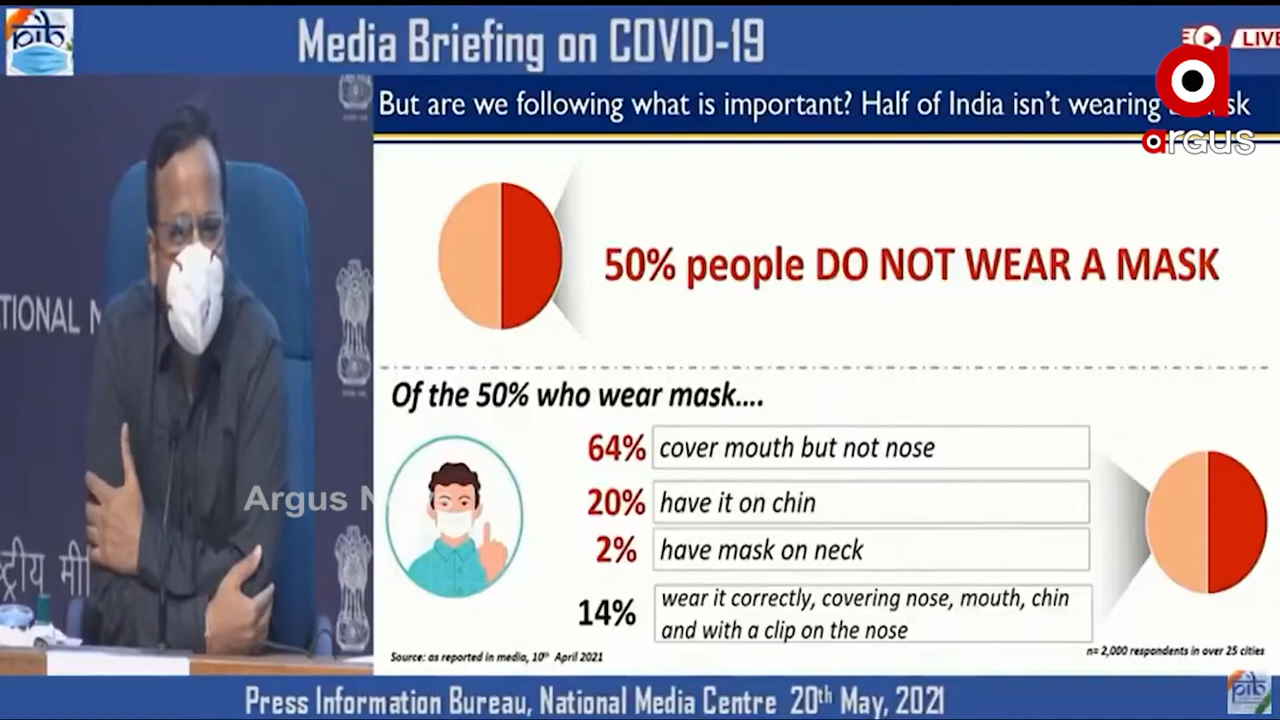 pib
Media Briefing on COVID-19
LIVE
But are we following what is important? Half of India isn't wearing
argus
50% people DO NOT WEAR A MASK
TIONAL
Of the 50% who wear mask....
64% cover mouth but not nose
20% have it on chin
Argus
2% have mask on neck
14% wear it correctly, covering nose, mouth, chin
and with a clip on the nose
ष्ट्रीय
Source: as reported in media, 10th April 2021
n= 2,000 respondents in over 25 cities
Press Information Bureau, National Media Centre 20th May, 2021
pib